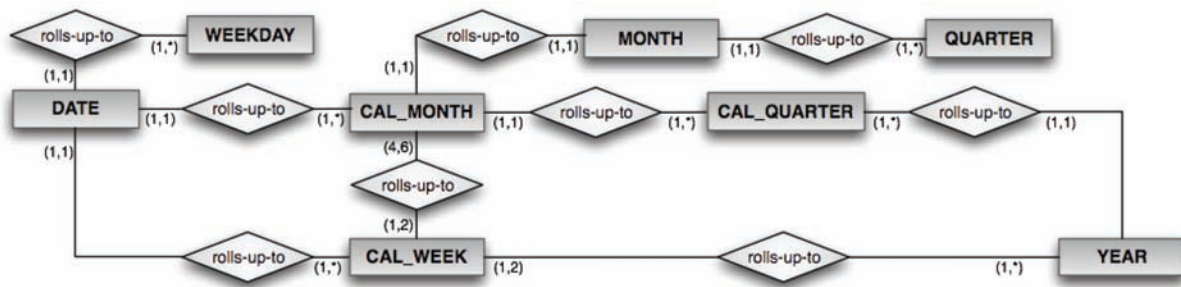 rolls-up-to (1,*) WEEKDAY
rolls-up-to (1,1) MONTH (1,1) rolls-up-to (1,*) QUARTER
(1,1) (1,1)
DATE (1,1) rolls-up-to (1,*) CAL_MONTH (1,1) rolls-up-to (1,*) CAL_QUARTER (1,*) rolls-up-to (1,1)
(1,1) (4,6)
rolls-up-to
(1,2)
rolls-up-to (1,*) CAL_WEEK (1,2) rolls-up-to (1,*) YEAR